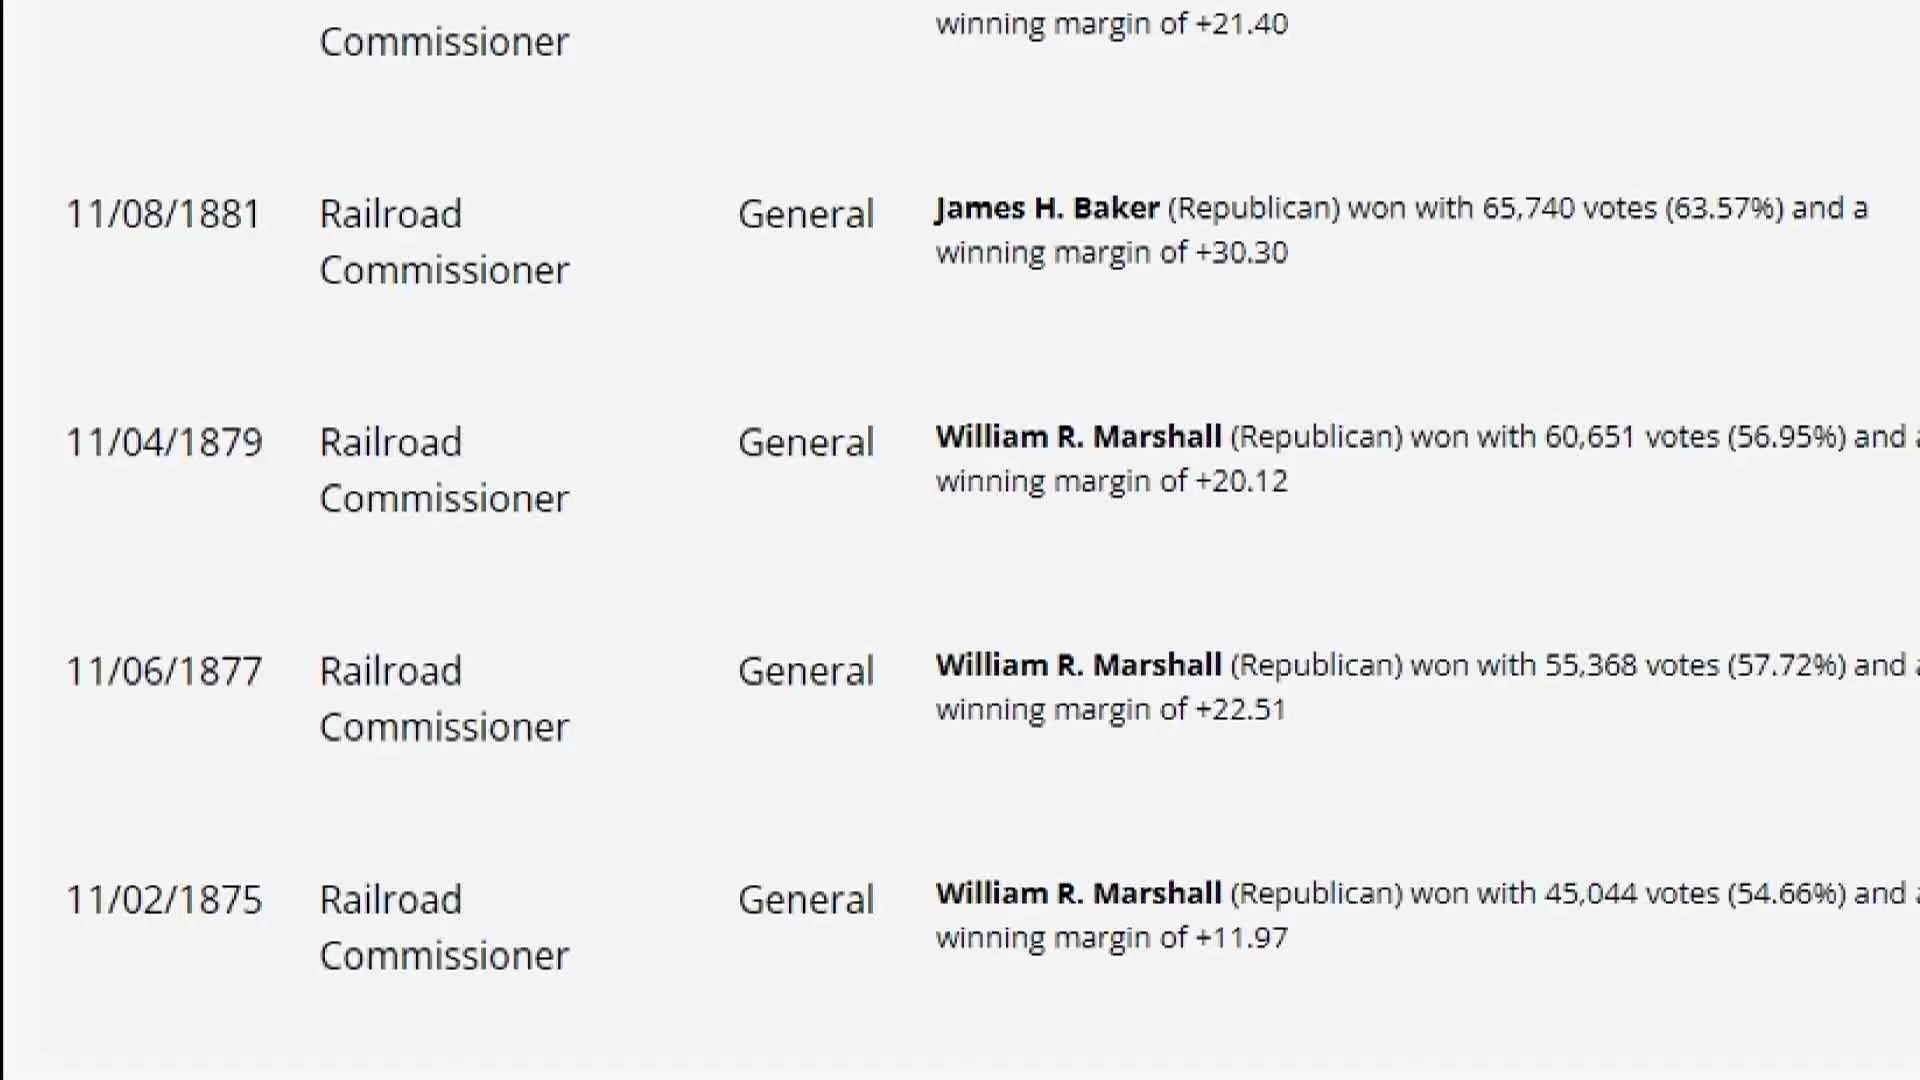 winning margin of +21.40
Commissioner
11/08/1881 Railroad General James H. Baker (Republican) won with 65,740 votes (63.57%) and a
Commissioner winning margin of +30.30
11/04/1879 Railroad General William R. Marshall (Republican) won with 60,651 votes (56.95%) and a
Commissioner winning margin of +20.12
11/06/1877 Railroad General William R. Marshall (Republican) won with 55,368 votes (57.72%) and a
Commissioner winning margin of +22.51
11/02/1875 Railroad General William R. Marshall (Republican) won with 45,044 votes (54.66%) and a
Commissioner winning margin of +11.97